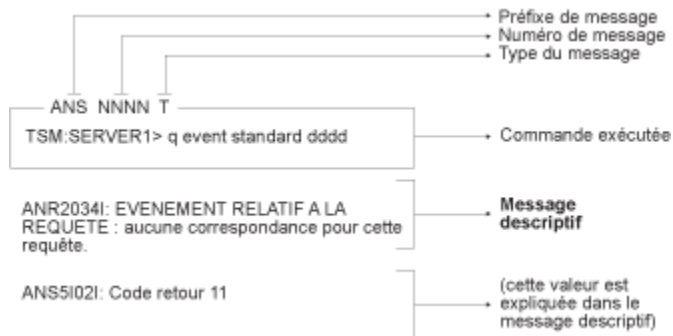 Préfixe de message
Numéro de message
Type du message
ANS NNNN T
TSM:SERVER1> q event standard dddd
Commande exécutée
ANR2034I: EVENEMENT RELATIF A LA
REQUETE : aucune correspondance pour cette
requête.
Message
descriptif
ANS5I02I: Code retour 11
(cette valeur est
expliquée dans le
message descriptif)